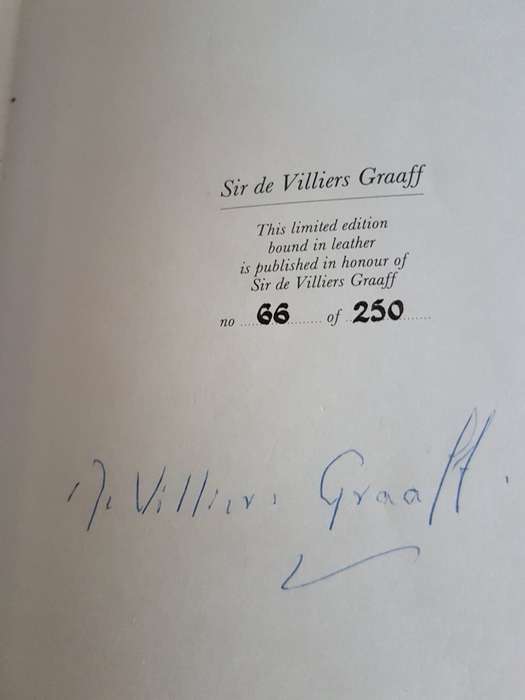 Sir de Villiers Graaff
This limited edition
bound in leather
is published in honour of
Sir de Villiers Graaff
no ....66........ of ..250......
De Villiers Graaff.